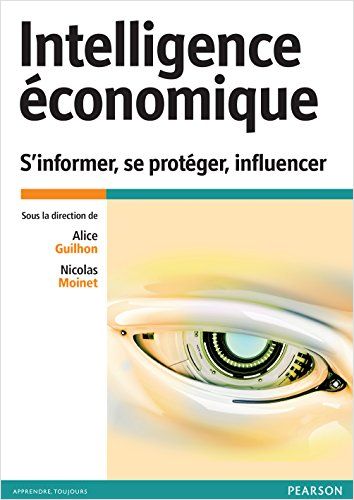 Intelligence
économique
S'informer, se protéger, influencer
Sous la direction de
Alice
Guilhon
Nicolas
Moinet
APPRENDRE, TOUJOURS
PEARSON